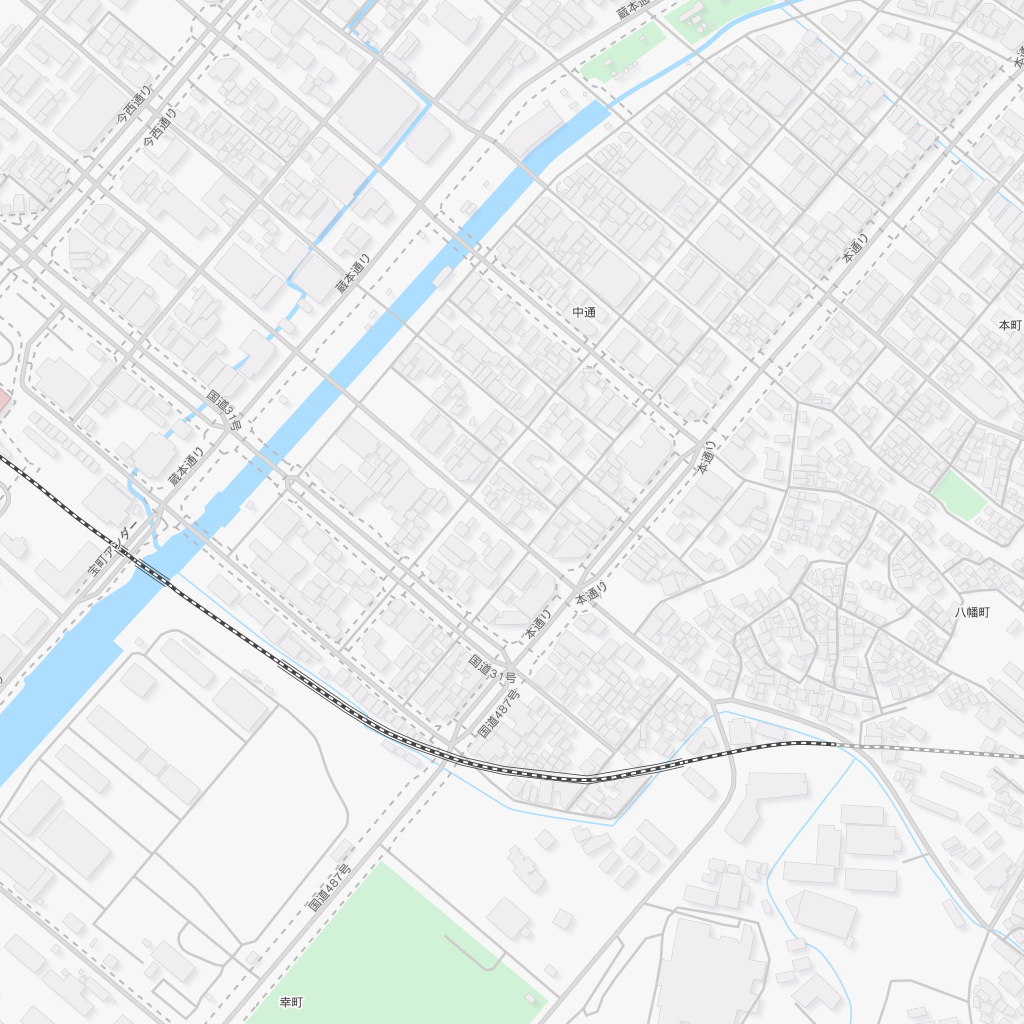 蔵本通
本通
今西通り
今西通り
本通り
蔵本通り
中通
本町
国道31号
本通り
蔵本通り
宝町アンダー
本通り
八幡町
本通り
国道31号
国道487号
国道487号
幸町